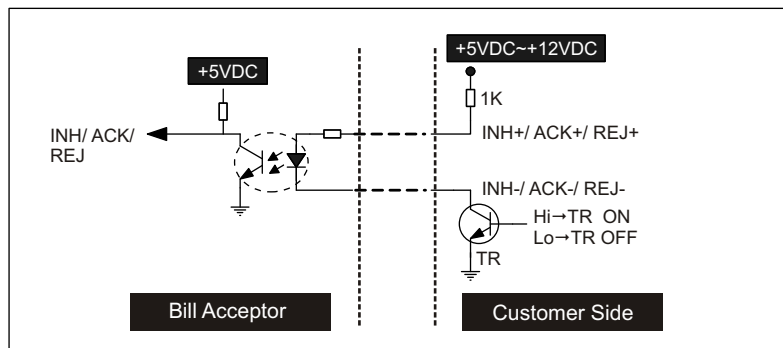 +5VDC
+5VDC~+12VDC
1K
INH/ ACK/
REJ
INH+/ ACK+/ REJ+
INH-/ ACK-/ REJ-
Hi→TR ON
Lo→TR OFF
TR
Bill Acceptor
Customer Side